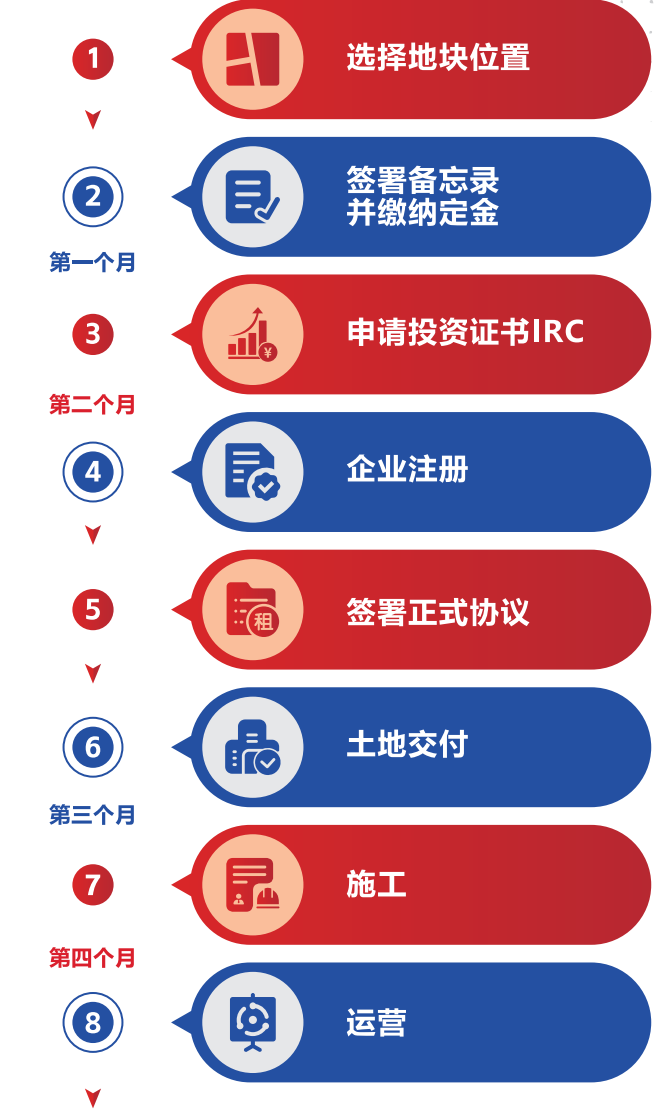 1
选择地块位置
2
签署备忘录
并缴纳定金
第一个月
3
¥
申请投资证书IRC
第二个月
4
企业注册
5
租
签署正式协议
6
土地交付
第三个月
7
施工
第四个月
8
运营